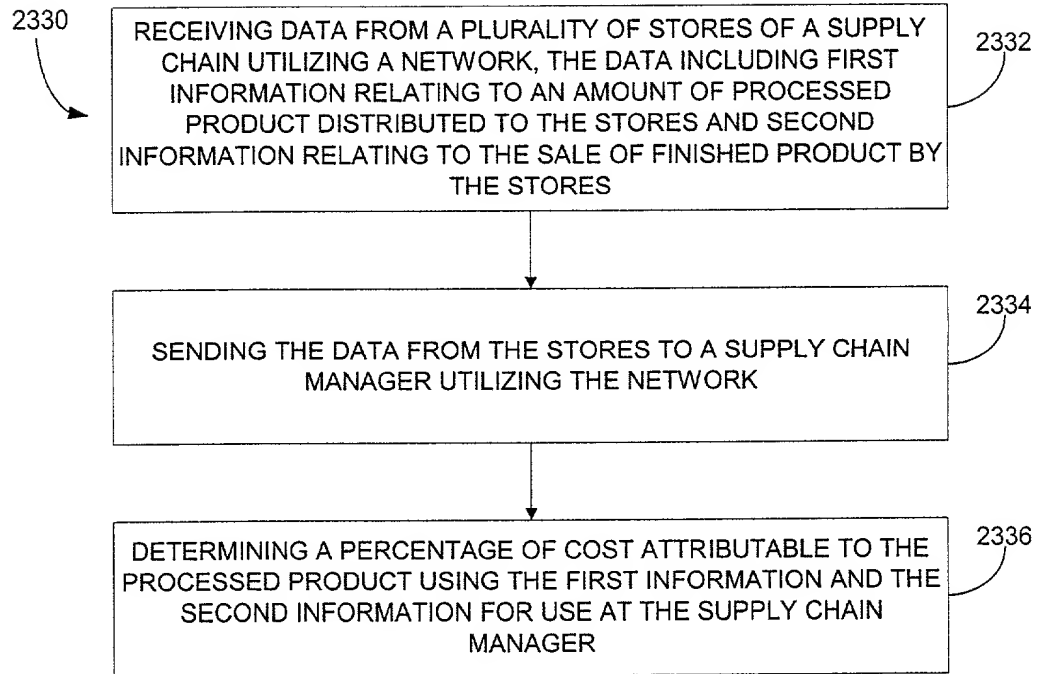 2330
RECEIVING DATA FROM A PLURALITY OF STORES OF A SUPPLY
CHAIN UTILIZING A NETWORK, THE DATA INCLUDING FIRST
INFORMATION RELATING TO AN AMOUNT OF PROCESSED
PRODUCT DISTRIBUTED TO THE STORES AND SECOND
INFORMATION RELATING TO THE SALE OF FINISHED PRODUCT BY
THE STORES
2332
SENDING THE DATA FROM THE STORES TO A SUPPLY CHAIN
MANAGER UTILIZING THE NETWORK
2334
DETERMINING A PERCENTAGE OF COST ATTRIBUTABLE TO THE
PROCESSED PRODUCT USING THE FIRST INFORMATION AND THE
SECOND INFORMATION FOR USE AT THE SUPPLY CHAIN
MANAGER
2336